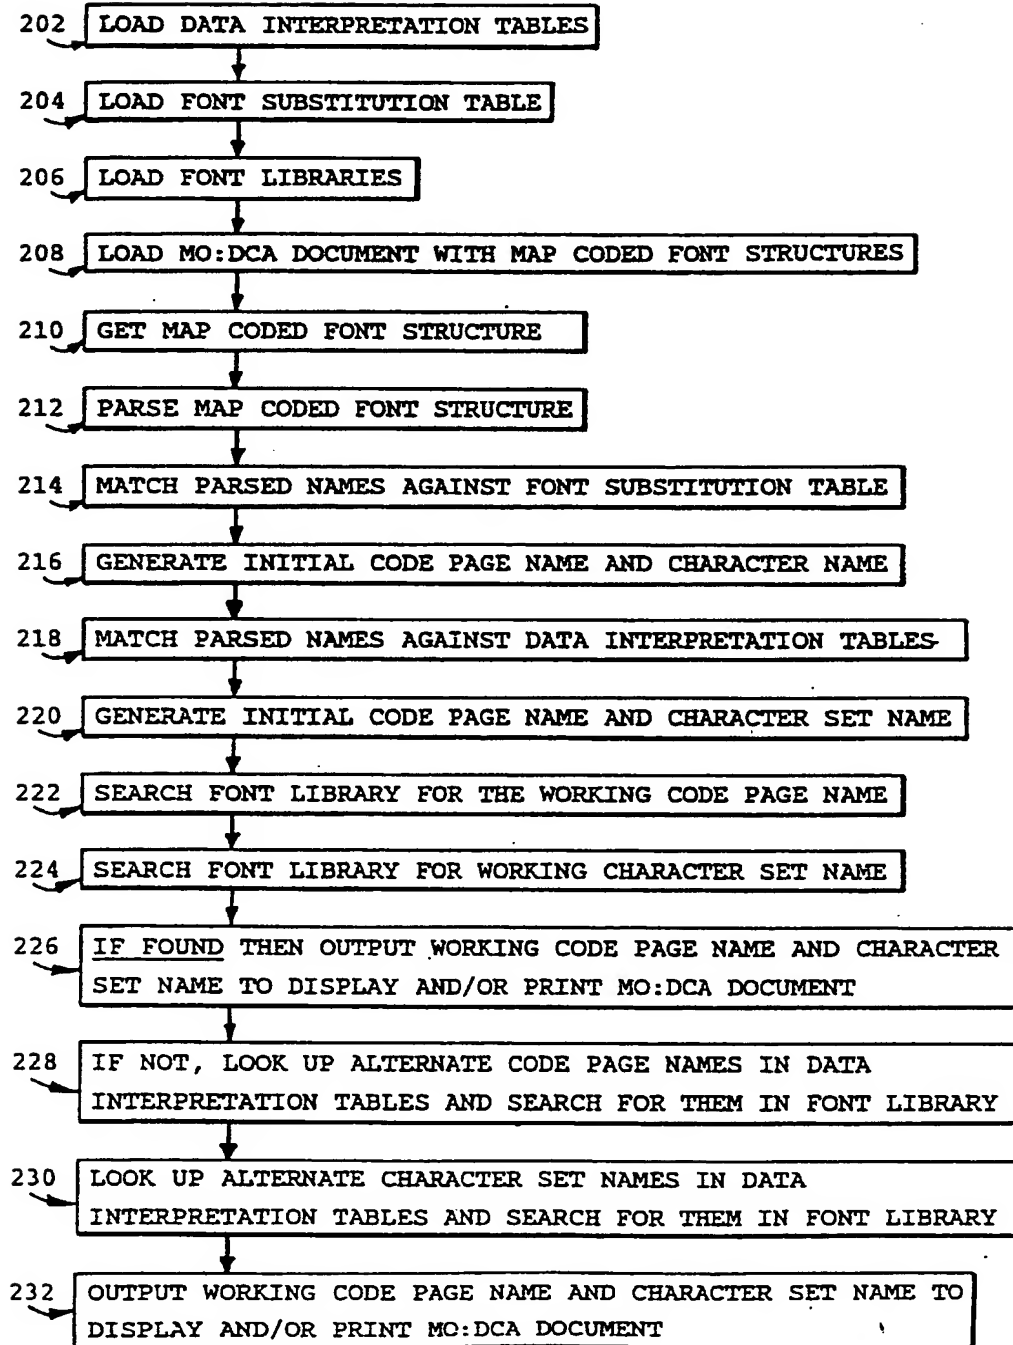 202 LOAD DATA INTERPRETATION TABLES
204 LOAD FONT SUBSTITUTION TABLE
206 LOAD FONT LIBRARIES
208 LOAD MO:DCA DOCUMENT WITH MAP CODED FONT STRUCTURES
210 GET MAP CODED FONT STRUCTURE
212 PARSE MAP CODED FONT STRUCTURE
214 MATCH PARSED NAMES AGAINST FONT SUBSTITUTION TABLE
216 GENERATE INITIAL CODE PAGE NAME AND CHARACTER NAME
218 MATCH PARSED NAMES AGAINST DATA INTERPRETATION TABLES
220 GENERATE INITIAL CODE PAGE NAME AND CHARACTER SET NAME
222 SEARCH FONT LIBRARY FOR THE WORKING CODE PAGE NAME
224 SEARCH FONT LIBRARY FOR WORKING CHARACTER SET NAME
226 IF FOUND THEN OUTPUT WORKING CODE PAGE NAME AND CHARACTER
SET NAME TO DISPLAY AND/OR PRINT MO:DCA DOCUMENT
228 IF NOT, LOOK UP ALTERNATE CODE PAGE NAMES IN DATA
INTERPRETATION TABLES AND SEARCH FOR THEM IN FONT LIBRARY
230 LOOK UP ALTERNATE CHARACTER SET NAMES IN DATA
INTERPRETATION TABLES AND SEARCH FOR THEM IN FONT LIBRARY
232 OUTPUT WORKING CODE PAGE NAME AND CHARACTER SET NAME TO
DISPLAY AND/OR PRINT MO:DCA DOCUMENT